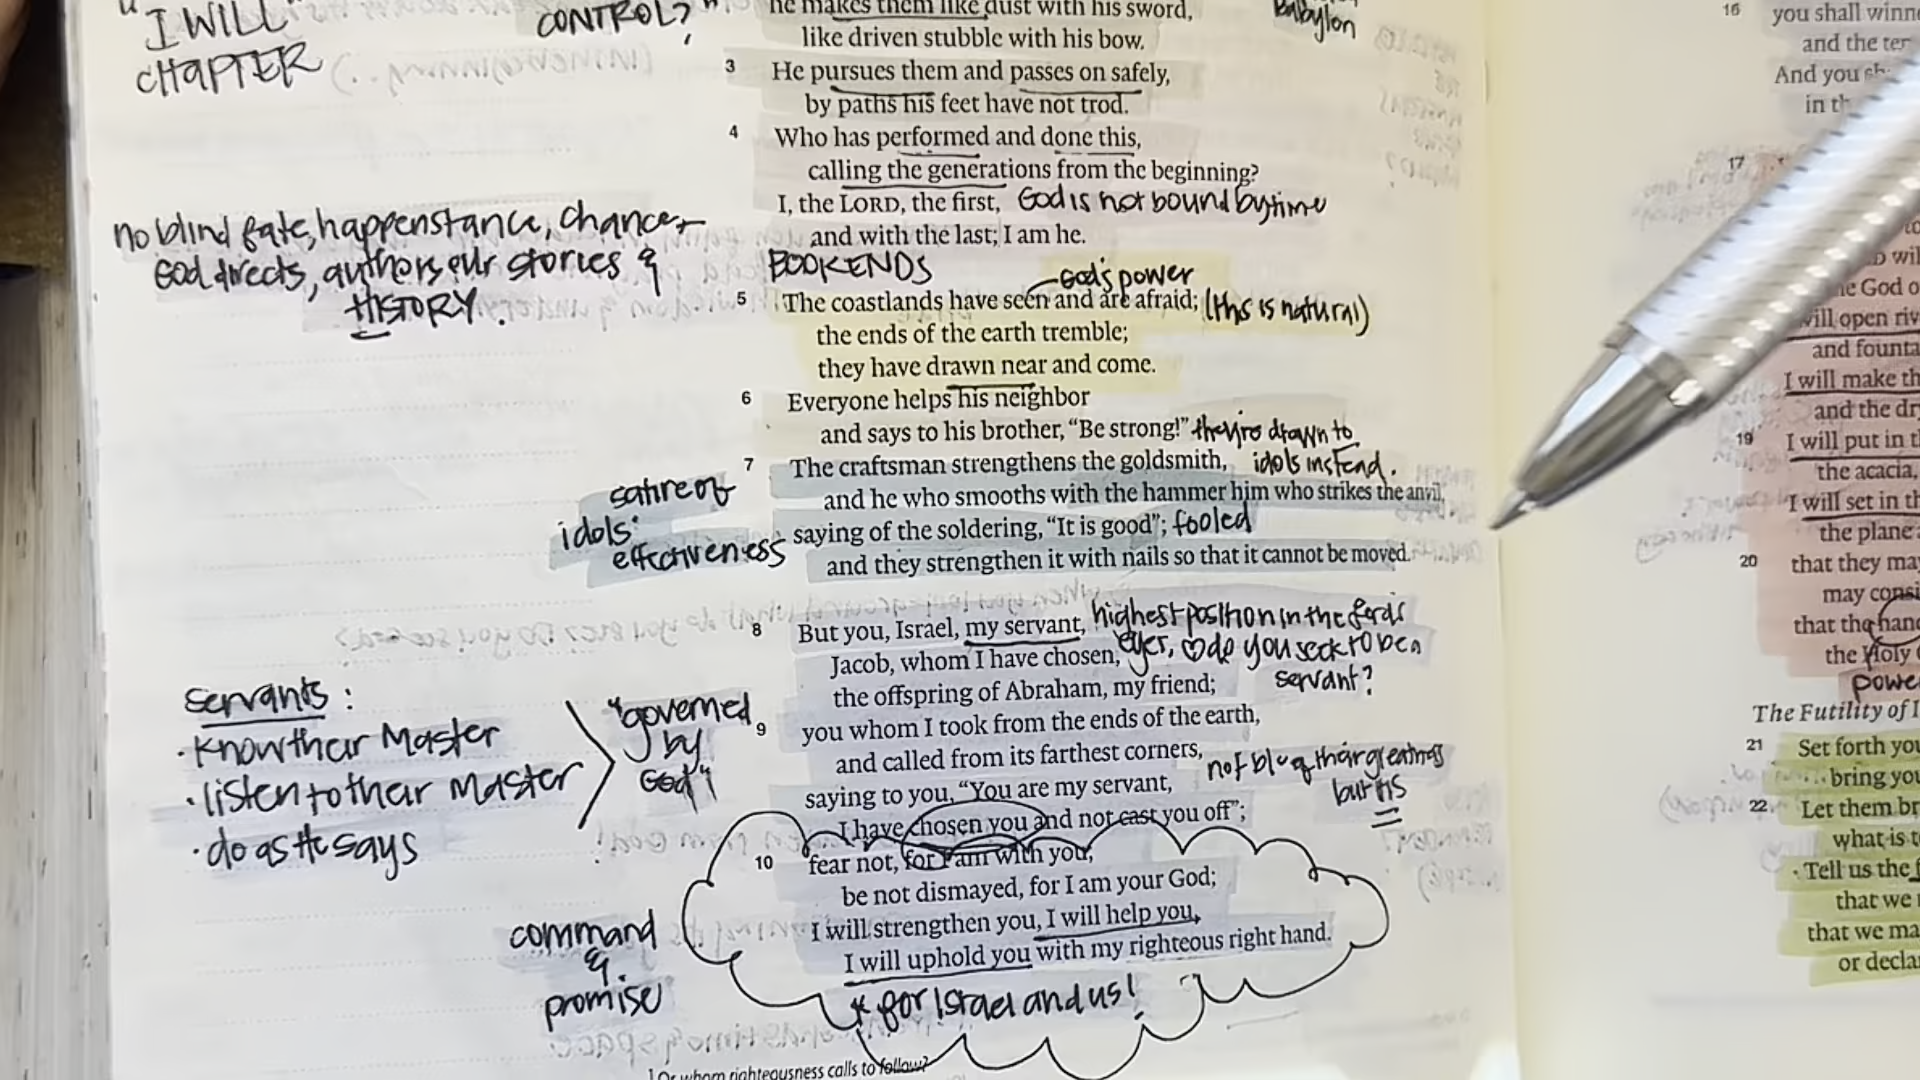 "I WILL"
CHAPTER
CONTROL?"
he makes them like dust with his sword,
Babylon
like driven stubble with his bow.
3 He pursues them and passes on safely,
by paths his feet have not trod.
4 Who has performed and done this,
calling the generations from the beginning?
I, the LORD, the first, God is not bound by time
and with the last; I am he.
BOOKENDS
no blind fate, happenstance, chance
God directs, authors our stories &
HISTORY.
God's power
5 The coastlands have seen and are afraid; (this is natural)
the ends of the earth tremble;
they have drawn near and come.
6 Everyone helps his neighbor
and says to his brother, "Be strong!" they're drawn to
7 The craftsman strengthens the goldsmith, idols instead.
and he who smooths with the hammer him who strikes the anvil,
saying of the soldering, "It is good"; fooled
and they strengthen it with nails so that it cannot be moved.
satire of
idols'
effectiveness
8 But you, Israel, my servant, highest position in the Lord's
Jacob, whom I have chosen, eyes, do you seek to be a
the offspring of Abraham, my friend; servant?
9 you whom I took from the ends of the earth,
and called from its farthest corners, not b/c of their greatness
saying to you, "You are my servant, but His
I have chosen you and not cast you off";
10 fear not, for I am with you;
be not dismayed, for I am your God;
I will strengthen you, I will help you,
I will uphold you with my righteous right hand.
* for Israel and us!
servants:
· know their Master
· listen to their Master
· do as He says
"governed
by
God"
command
&
promise
1 Or whom righteousness calls to follow?
16 you shall winn
and the
And you
in th
17
God o
will open riv
and founta
I will make th
and the dr
19 I will put in t
the acacia,
I will set in th
the plane
20 that they ma
may consi
that the hand
the Holy
power
The Futility of I
21 Set forth you
bring you
22 Let them br
what is t
Tell us the f
that we
that we ma
or decla